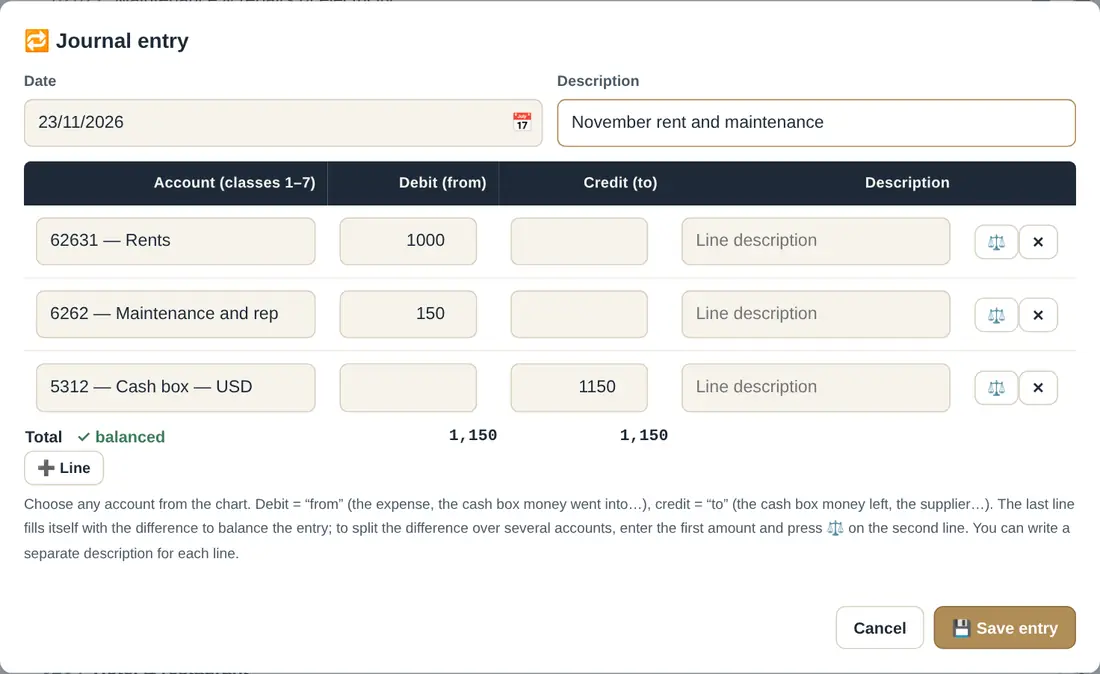 Journal entry
Date
Description
23/11/2026
November rent and maintenance
Account (classes 1–7) Debit (from) Credit (to) Description
62631 — Rents 1000 Line description ×
6262 — Maintenance and rep 150 Line description ×
5312 — Cash box — USD 1150 Line description ×
Total ✓ balanced 1,150 1,150
➕ Line
Choose any account from the chart. Debit = “from” (the expense, the cash box money went into…), credit = “to” (the cash box money left, the supplier…). The last line
fills itself with the difference to balance the entry; to split the difference over several accounts, enter the first amount and press ⚖️ on the second line. You can write a
separate description for each line.
Cancel
Save entry